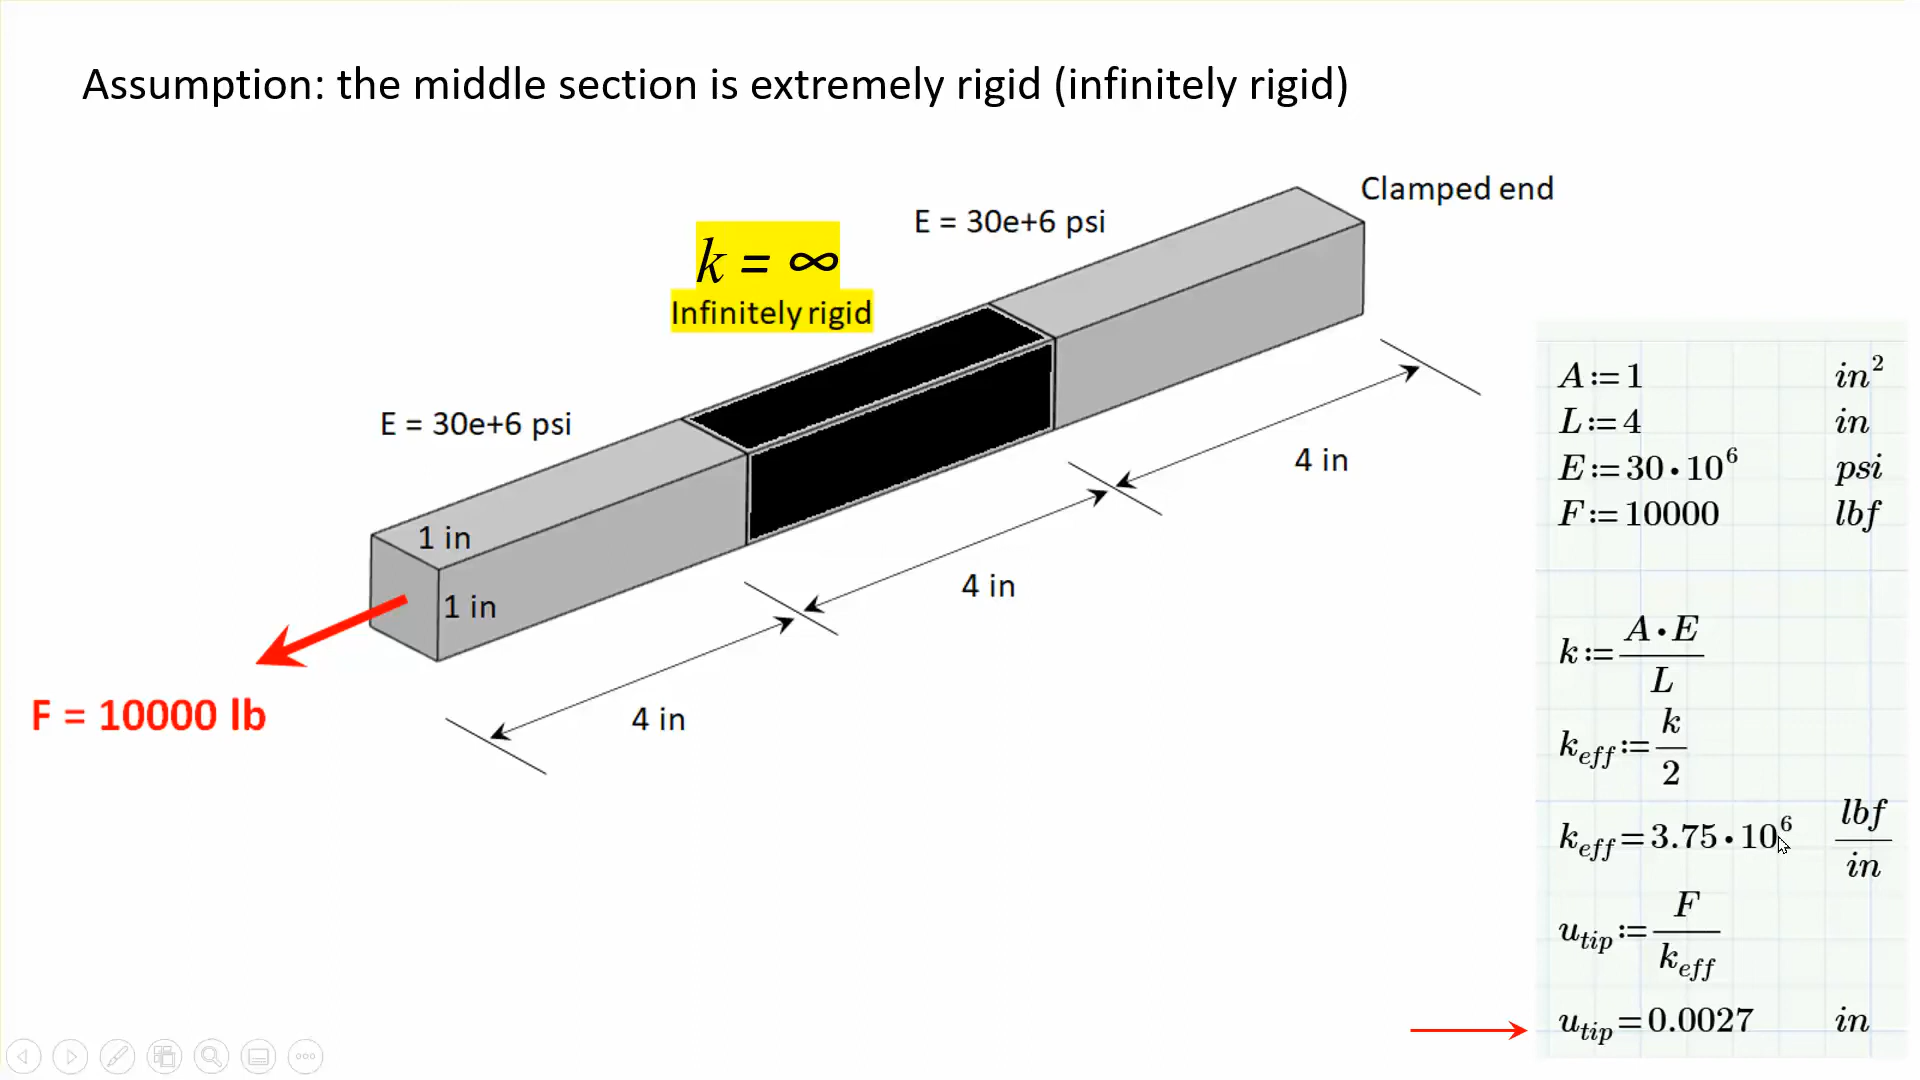 Assumption: the middle section is extremely rigid (infinitely rigid)
Clamped end
E = 30e+6 psi
k = ∞
Infinitely rigid
E = 30e+6 psi
1 in
1 in
F = 10000 lb
4 in
4 in
4 in
A:=1 in²
L:=4 in
E:=30•10⁶ psi
F:=10000 lbf
k:=A•E/L
k_eff:=k/2
k_eff=3.75•10⁶ lbf/in
u_tip:=F/k_eff
u_tip=0.0027 in